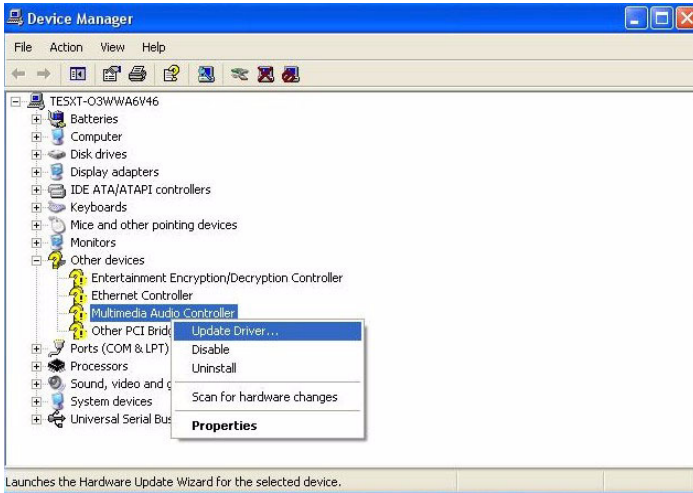 Device Manager
File Action View Help
TESXT-O3WWA6V46
Batteries
Computer
Disk drives
Display adapters
IDE ATA/ATAPI controllers
Keyboards
Mice and other pointing devices
Monitors
Other devices
Entertainment Encryption/Decryption Controller
Ethernet Controller
Multimedia Audio Controller
Other PCI Bridg
Update Driver...
Ports (COM & LPT)
Disable
Processors
Uninstall
Sound, video and g
System devices
Scan for hardware changes
Universal Serial Bus
Properties
Launches the Hardware Update Wizard for the selected device.